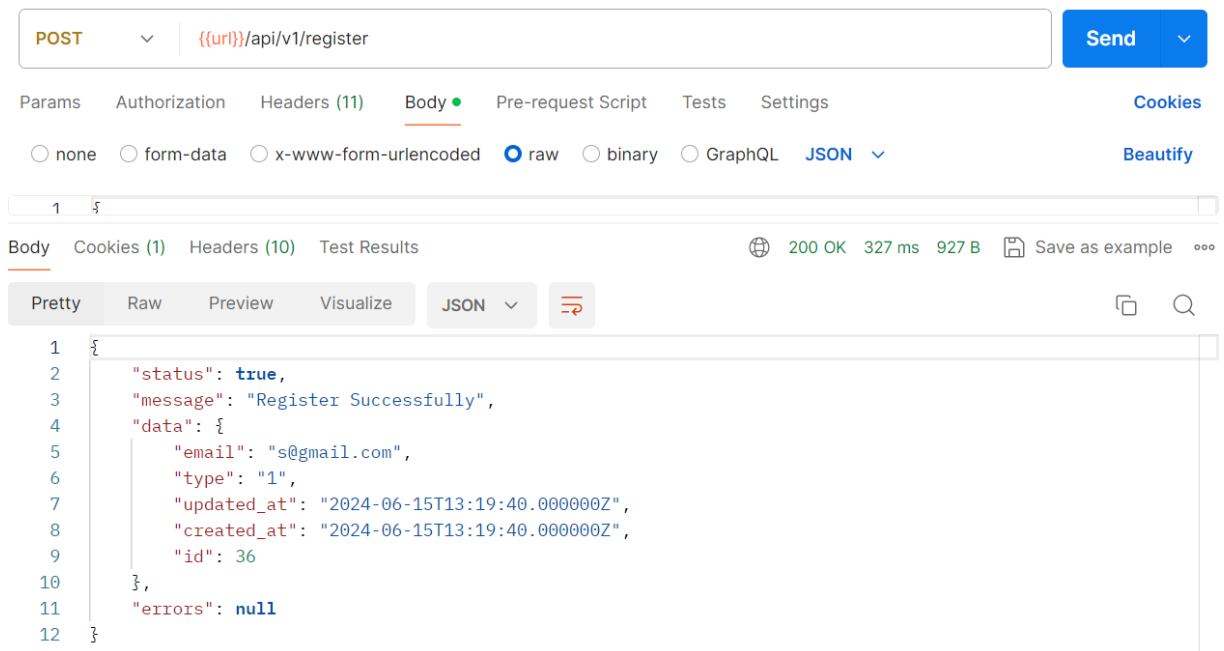 POST {{url}}/api/v1/register Send
Params Authorization Headers (11) Body Pre-request Script Tests Settings Cookies
none form-data x-www-form-urlencoded raw binary GraphQL JSON Beautify
1 {
Body Cookies (1) Headers (10) Test Results 200 OK 327 ms 927 B Save as example
Pretty Raw Preview Visualize JSON
1 {
2 "status": true,
3 "message": "Register Successfully",
4 "data": {
5 "email": "s@gmail.com",
6 "type": "1",
7 "updated_at": "2024-06-15T13:19:40.000000Z",
8 "created_at": "2024-06-15T13:19:40.000000Z",
9 "id": 36
10 },
11 "errors": null
12 }